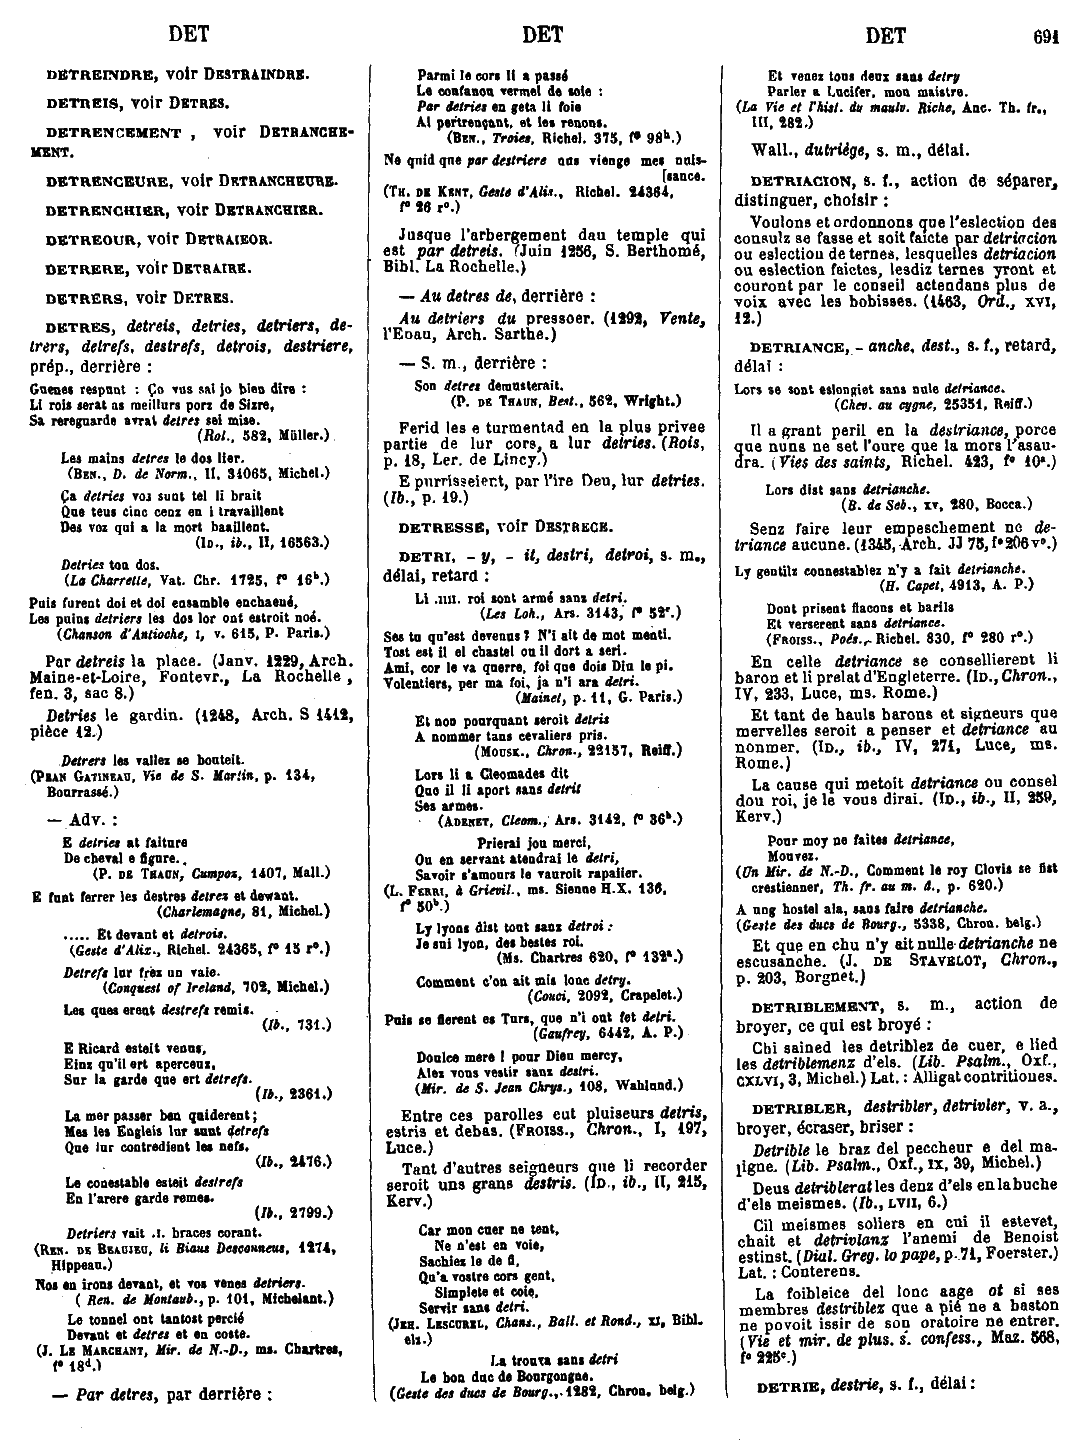 DET
DET
DET
691
DETREINDRE, voir DESTRAINDRE.
DETREIS, voir DETRES.
DETRENCEMENT , voir DETRANCHE-
MENT.
DETRENCEURE, voir DETRANCHEURE.
DETRENCHIER, voir DETRANCHIER.
DETREOUR, voir DETRAIEOR.
DETRERE, voir DETRAIRE.
DETRERS, voir DETRES.
DETRES, detreis, detries, detriers, de-
trers, detrefs, destrefs, detrois, destriere,
prép., derrière :
Guenes respunt : Ço vus sai jo bien dire :
Li rois serat as meillurs porz de Sizre,
Sa rereguarde avrat detres sei mise.
(Rol., 582, Müller.)
Les mains detres le dos lier.
(BEN., D. de Norm., II, 31065, Michel.)
Ça detries vos sunt tel li brait
Que teus cinc cenz en i travaillent
Des voz qui a la mort baaillent.
(ID., ib., II, 16563.)
Detries ton dos.
(La Charrette, Vat. Chr. 1725, fº 16b.)
Puis furent doi et doi ensamble enchaené,
Les puins detriers les dos lor ont estroit noé.
(Chanson d'Antioche, I, v. 615, P. Paris.)
Par detreis la place. (Janv. 1229, Arch.
Maine-et-Loire, Fontevr., La Rochelle ,
fen. 3, sac 8.)
Detries le gardin. (1248, Arch. S 1412,
pièce 12.)
Detrers les vallez se bouteit.
(PEAN GATINEAU, Vie de S. Martin, p. 134,
Bourrassé.)
— Adv. :
E detries at faiture
De cheval e figure.
(P. DE THAUN, Cumpoz, 1407, Mall.)
E funt ferrer les destres detrez et dewant.
(Charlemagne, 81, Michel.)
..... Et devant et detrois.
(Geste d'Alix., Richel. 24365, fº 15 rº.)
Detrefs lur frèz un vaie.
(Conquest of Ireland, 702, Michel.)
Les ques erent destrefs remis.
(Ib., 731.)
E Ricard esteit venus,
Einz qu'il ert aperceuz,
Sur la garde que ert detrefs.
(Ib., 2361.)
La mer passer ben quiderent;
Mes les Engleis lur sunt detrefs
Que lur contredient les nefs.
(Ib., 2476.)
Le conestable esteit destrefs
En l'arere garde remes.
(Ib., 2799.)
Detriers vait .I. braces corant.
(REN. DE BEAUJEU, li Biaus Desconneus, 1274,
Hippeau.)
Nos en irons devant, et vos venes detriers.
( Ren. de Montaub., p. 101, Michelant.)
Le tonnel ont tantost percié
Devant et detres et en coste.
(J. LE MARCHANT, Mir. de N.-D., ms. Chartres,
fº 18d.)
— Par detres, par derrière :
Parmi le cors li a passé
Le confanon vermel de soie :
Par detries en geta li foie
Al pertrençant, et les renons.
(BEN., Troies, Richel. 375, fº 98b.)
Ne quid que par destriere nus vienge mes nuis-
[sance.
(TH. DE KENT, Geste d'Alis., Richel. 24364,
fº 26 rº.)
Jusque l'arbergement dau temple qui
est par detreis. (Juin 1256, S. Berthomé,
Bibl. La Rochelle.)
— Au detres de, derrière :
Au detriers du pressoer. (1292, Vente,
l'Epau, Arch. Sarthe.)
— S. m., derrière :
Son detres demusterait.
(P. DE THAUN, Best., 562, Wright.)
Ferid les e turmentad en la plus privee
partie de lur cors, a lur detries. (Rois,
p. 18, Ler. de Lincy.)
E purrisseient, par l'ire Deu, lur detries.
(Ib., p. 19.)
DETRESSE, voir DESTRECE.
DETRI, - y, - it, destri, detroi, s. m.,
délai, retard :
Li .IIII. roi sont armé sans detri.
(Les Loh., Ars. 3143, fº 52c.)
Ses tu qu'est devenus ? N'i ait de mot menti.
Tost est il el chastel ou il dort a seri.
Ami, cor le va querre, foi que dois Diu le pi.
Volentiers, per ma foi, ja n'i ara detri.
(Mainet, p. 11, G. Paris.)
Et non pourquant seroit detris
A nommer tans cevaliers pris.
(MOUSK., Chron., 22157, Reiff.)
Lors li a Cleomades dit
Que il li aport sans detrit
Ses armes.
(ADENET, Cleom., Ars. 3142, fº 36b.)
Prierai jou merci,
Ou en servant atendrai le detri,
Savoir s'amours le vauroit rapaier.
(L. FERRI, à Grievil., ms. Sienne H.X. 136,
fº 50b.)
Ly lyons dist tout sanz detroi :
Je sui lyon, des bestes roi.
(Ms. Chartres 620, fº 132a.)
Comment c'on ait mis lonc detry.
(Couci, 2092, Crapelet.)
Puis se fierent es Turs, que n'i ont fet detri.
(Gaufrey, 6442, A. P.)
Doulce mere ! pour Dieu mercy,
Alez vous vestir sanz destri.
(Mir. de S. Jean Chrys., 108, Wahlund.)
Entre ces parolles eut pluiseurs detris,
estris et debas. (FROISS., Chron., I, 197,
Luce.)
Tant d'autres seigneurs que li recorder
seroit uns grans destris. (ID., ib., II, 215,
Kerv.)
Car mon cuer ne tent,
Ne n'est en voie,
Sachiez le de fi,
Qu'a vostre cors gent,
Simplete et coie,
Servir sans detri.
(JEH. LESCUREL, Chans., Ball. et Rond., XI, Bibl.
elz.)
La trouva sans detri
Le bon duc de Bourgongne.
(Geste des ducs de Bourg., 1282, Chron. belg.)
Et venez tous deux sans detry
Parler a Lucifer, mon maistre.
(La Vie et l'hist. du maulv. Riche, Anc. Th. fr.,
III, 282.)
Wall., dutriége, s. m., délai.
DETRIACION, s. f., action de séparer,
distinguer, choisir :
Voulons et ordonnons que l'eslection des
consulz se fasse et soit faicte par detriacion
ou eslection de ternes, lesquelles detriacion
ou eslection faictes, lesdiz ternes yront et
couront par le conseil actendans plus de
voix avec les bobisses. (1463, Ord., XVI,
12.)
DETRIANCE, - anche, dest., s. f., retard,
délai :
Lors se sont eslongiet sans nule detriance.
(Chev. au cygne, 25351, Reiff.)
Il a grant peril en la destriance, porce
que nuns ne set l'oure que la mors l'asau-
dra. (Vies des saints, Richel. 423, fº 10a.)
Lors dist sans detrianche.
(B. de Seb., XV, 280, Bocca.)
Senz faire leur empeschement ne de-
triance aucune. (1345, Arch. JJ 75, fº 206 vº.)
Ly gentilz connestablez n'y a fait detrianche.
(H. Capet, 4913, A. P.)
Dont prisent flacons et barils
Et verserent sans detriance.
(FROISS., Poés., Richel. 830, fº 280 rº.)
En celle detriance se consellierent li
baron et li prelat d'Engleterre. (ID., Chron.,
IV, 233, Luce, ms. Rome.)
Et tant de hauls barons et signeurs que
mervelles seroit a penser et detriance au
nonmer. (ID., ib., IV, 271, Luce, ms.
Rome.)
La cause qui metoit detriance ou consel
dou roi, je le vous dirai. (ID., ib., II, 259,
Kerv.)
Pour moy ne faites detriance,
Mouvez.
(Un Mir. de N.-D., Comment le roy Clovis se fist
crestienner, Th. fr. au m. â., p. 620.)
A ung hostel ala, sans faire detrianche.
(Geste des ducs de Bourg., 5338, Chron. belg.)
Et que en chu n'y ait nulle detrianche ne
escusanche. (J. DE STAVELOT, Chron.,
p. 203, Borgnet.)
DETRIBLEMENT, s. m., action de
broyer, ce qui est broyé :
Chi sained les detriblez de cuer, e lied
les detriblemenz d'els. (Lib. Psalm., Oxf.,
CXLVI, 3, Michel.) Lat. : Alligat contritiones.
DETRIBLER, destribler, detrivler, v. a.,
broyer, écraser, briser :
Detrible le braz del peccheur e del ma-
ligne. (Lib. Psalm., Oxf., IX, 39, Michel.)
Deus detriblerat les denz d'els en la buche
d'els meismes. (Ib., LVII, 6.)
Cil meismes soliers en cui il estevet,
chait et detrivlanz l'anemi de Benoist
estinst. (Dial. Greg. lo pape, p. 71, Foerster.)
Lat. : Conterens.
La foibleice del lonc aage ot si ses
membres destriblez que a pié ne a baston
ne povoit issir de son oratoire ne entrer.
(Vie et mir. de plus. s. confess., Maz. 568,
fº 225c.)
DETRIE, destrie, s. f., délai :